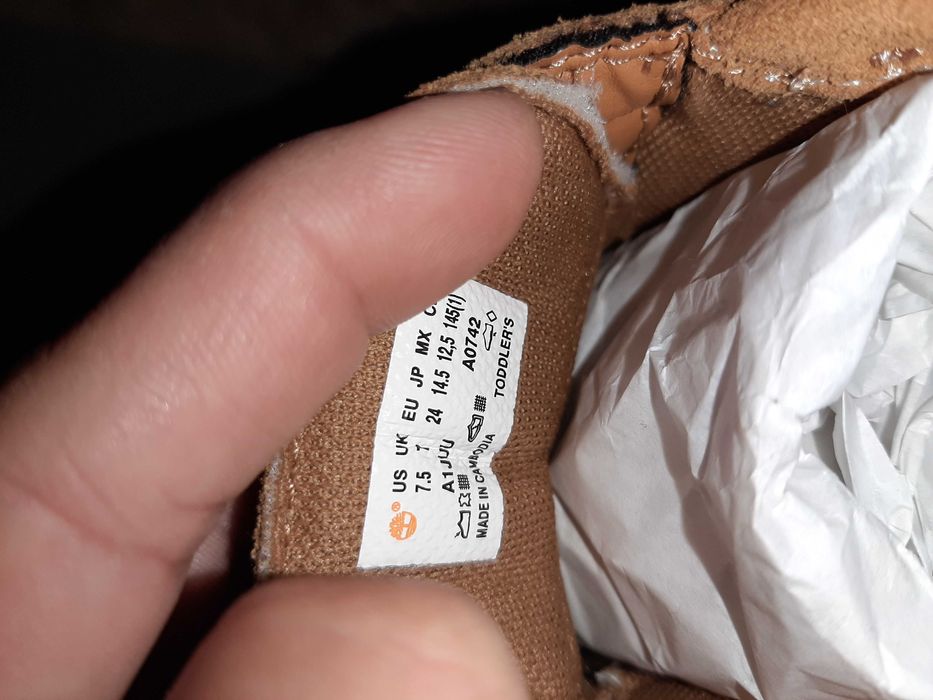 ®
US UK EU JP MX
7.5 7 24 14.5 12,5 145(1)
A0742
MADE IN CAMBODIA TODDLER'S